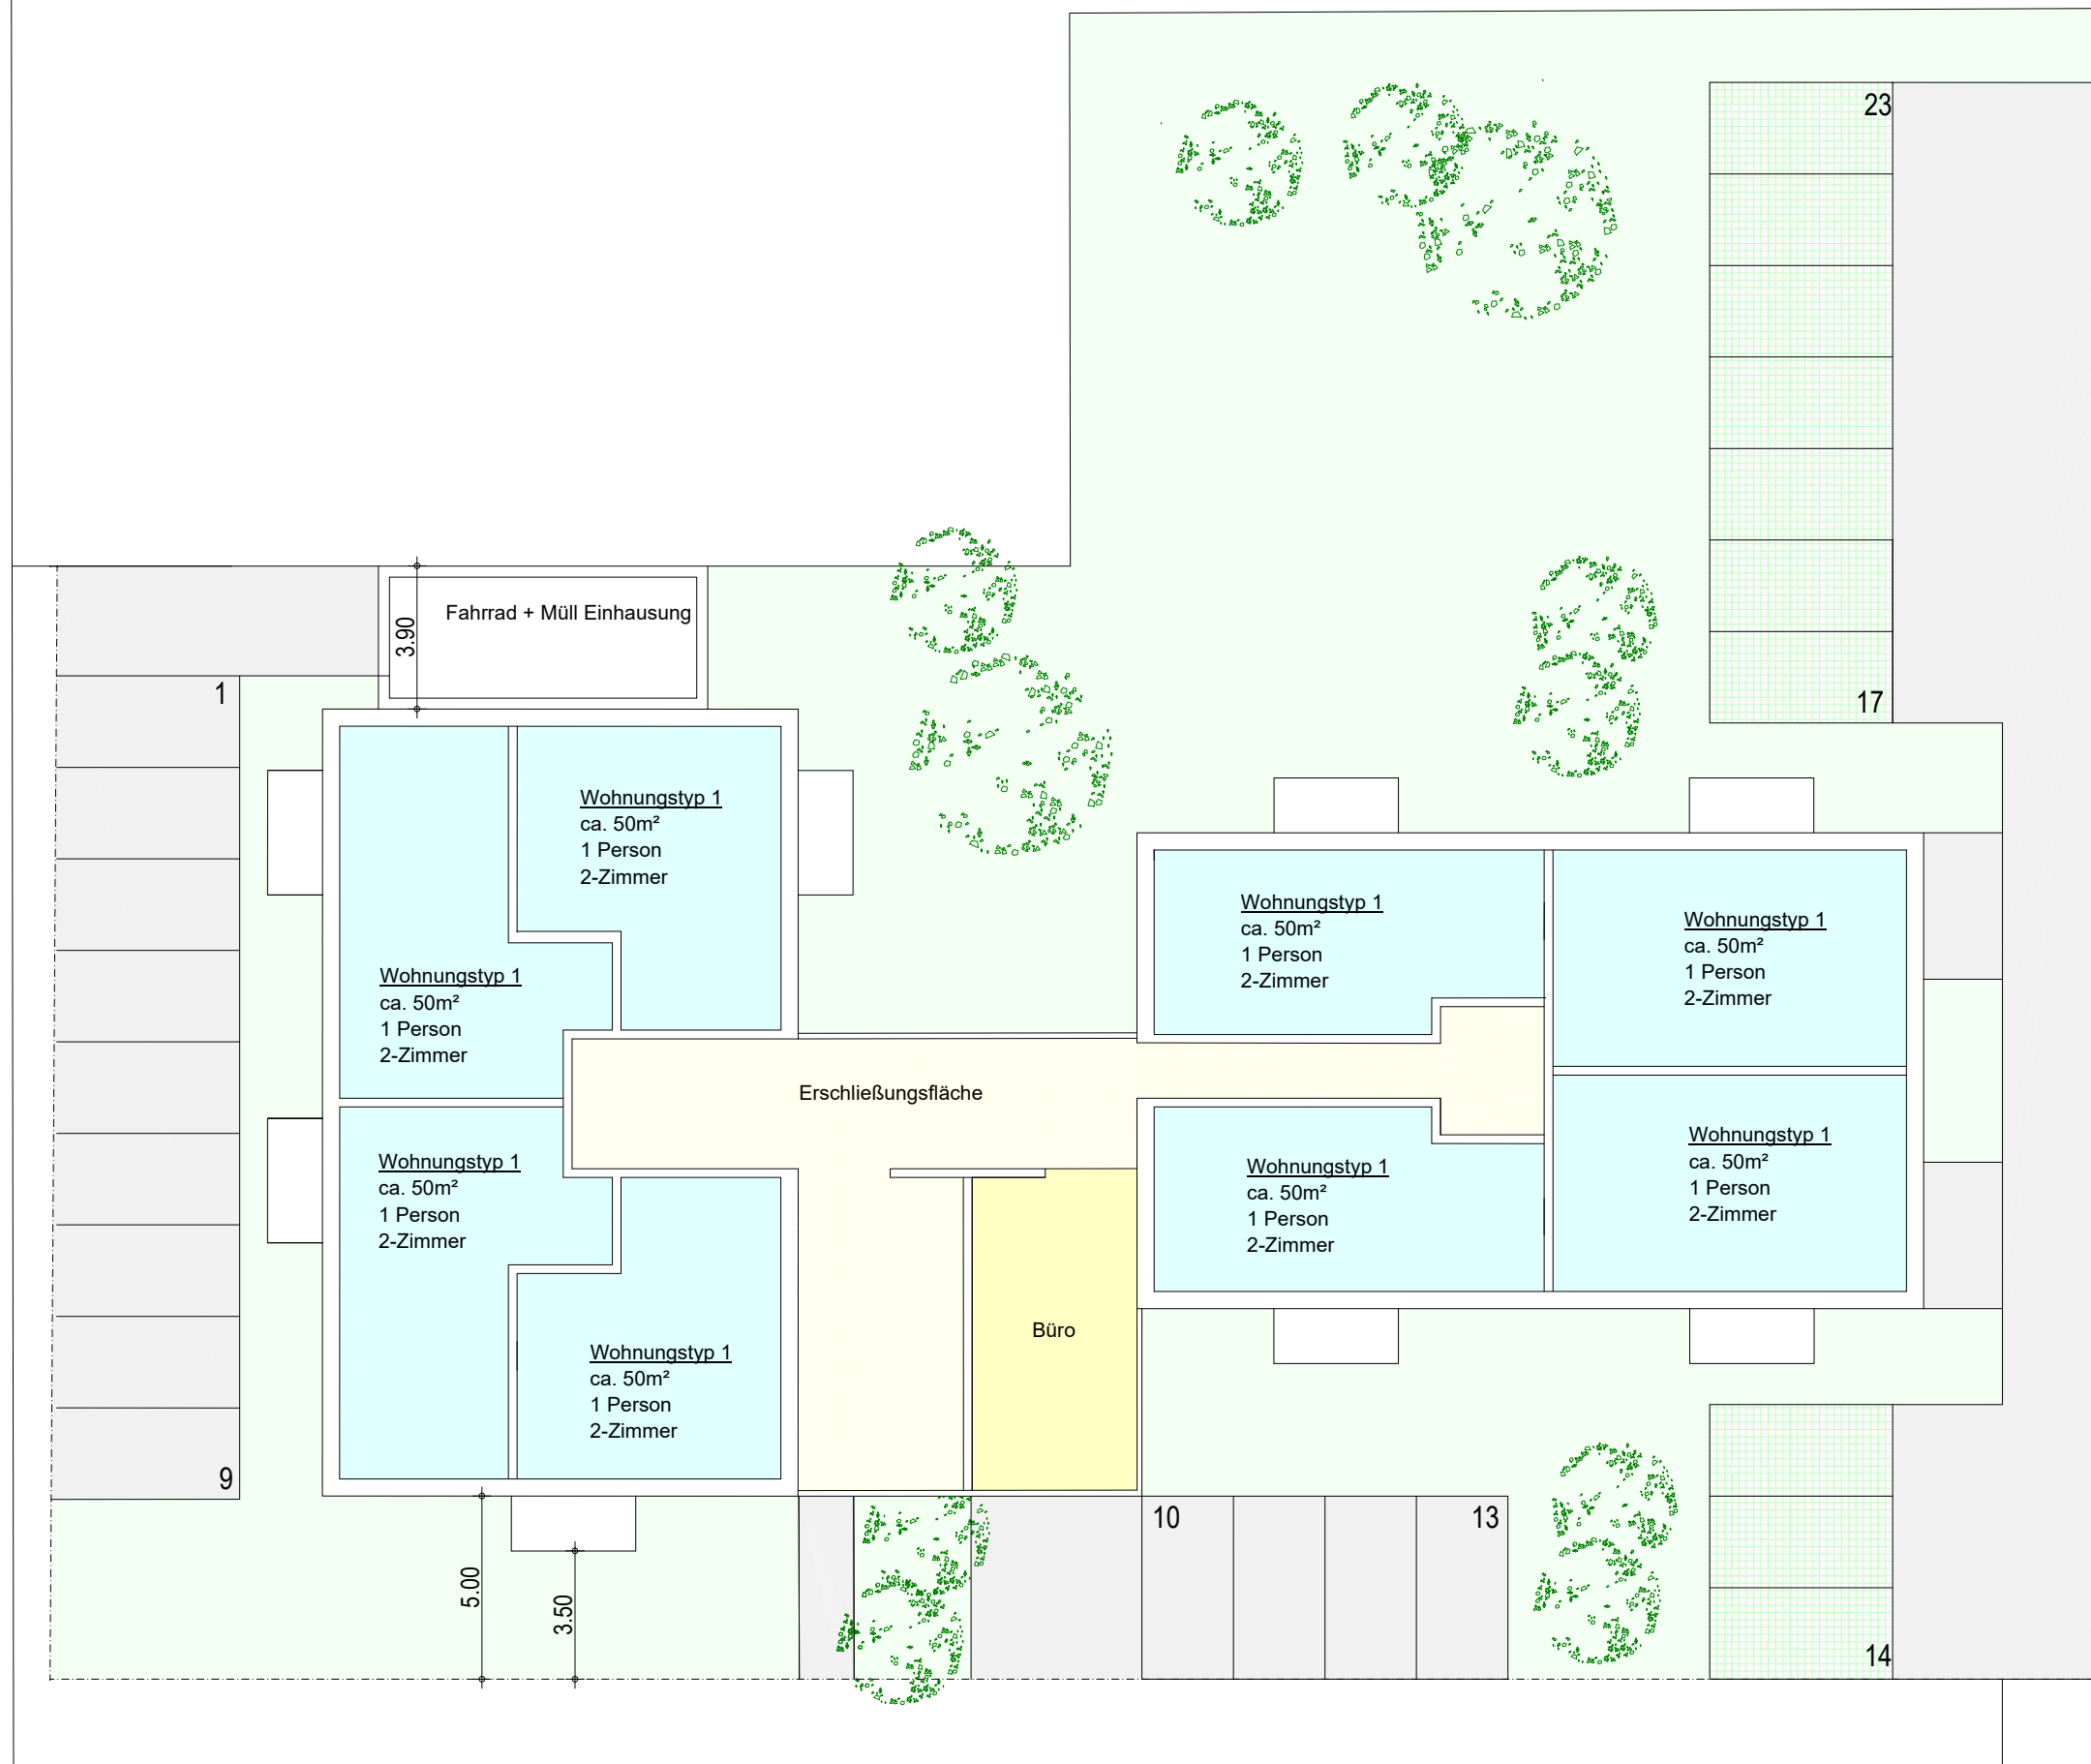 23
Fahrrad + Müll Einhausung
3.90
1
17
Wohnungstyp 1
ca. 50m²
1 Person
2-Zimmer
Wohnungstyp 1
ca. 50m²
1 Person
2-Zimmer
Wohnungstyp 1
ca. 50m²
1 Person
2-Zimmer
Wohnungstyp 1
ca. 50m²
1 Person
2-Zimmer
Erschließungsfläche
Wohnungstyp 1
ca. 50m²
1 Person
2-Zimmer
Wohnungstyp 1
ca. 50m²
1 Person
2-Zimmer
Wohnungstyp 1
ca. 50m²
1 Person
2-Zimmer
Büro
Wohnungstyp 1
ca. 50m²
1 Person
2-Zimmer
9
10
13
5.00
3.50
14